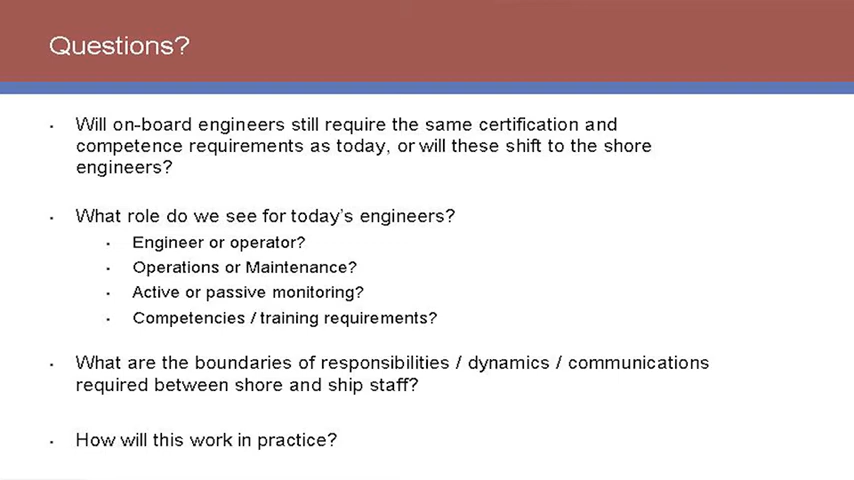 Questions?
· Will on-board engineers still require the same certification and
competence requirements as today, or will these shift to the shore
engineers?
· What role do we see for today's engineers?
· Engineer or operator?
· Operations or Maintenance?
· Active or passive monitoring?
· Competencies / training requirements?
· What are the boundaries of responsibilities / dynamics / communications
required between shore and ship staff?
· How will this work in practice?